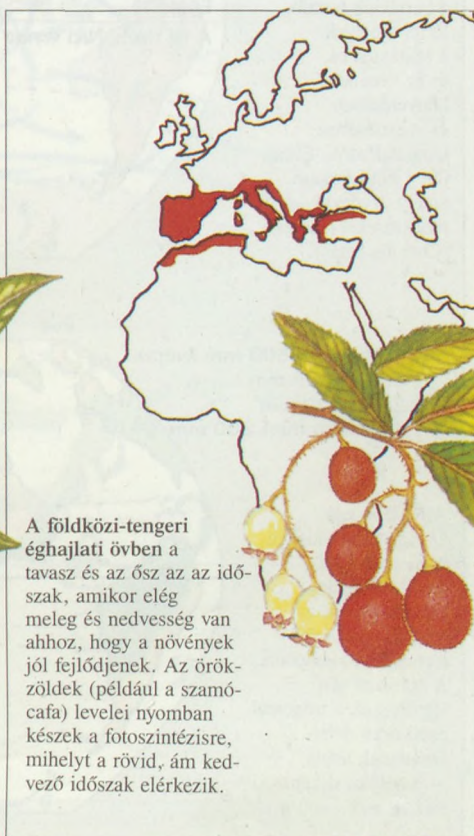 A földközi-tengeri
éghajlati övben a
tavasz és az ősz az az idő-
szak, amikor elég
meleg és nedvesség van
ahhoz, hogy a növények
jól fejlődjenek. Az örök-
zöldek (például a szamó-
cafa) levelei nyomban
készek a fotoszintézisre,
mihelyt a rövid, ám ked-
vező időszak elérkezik.